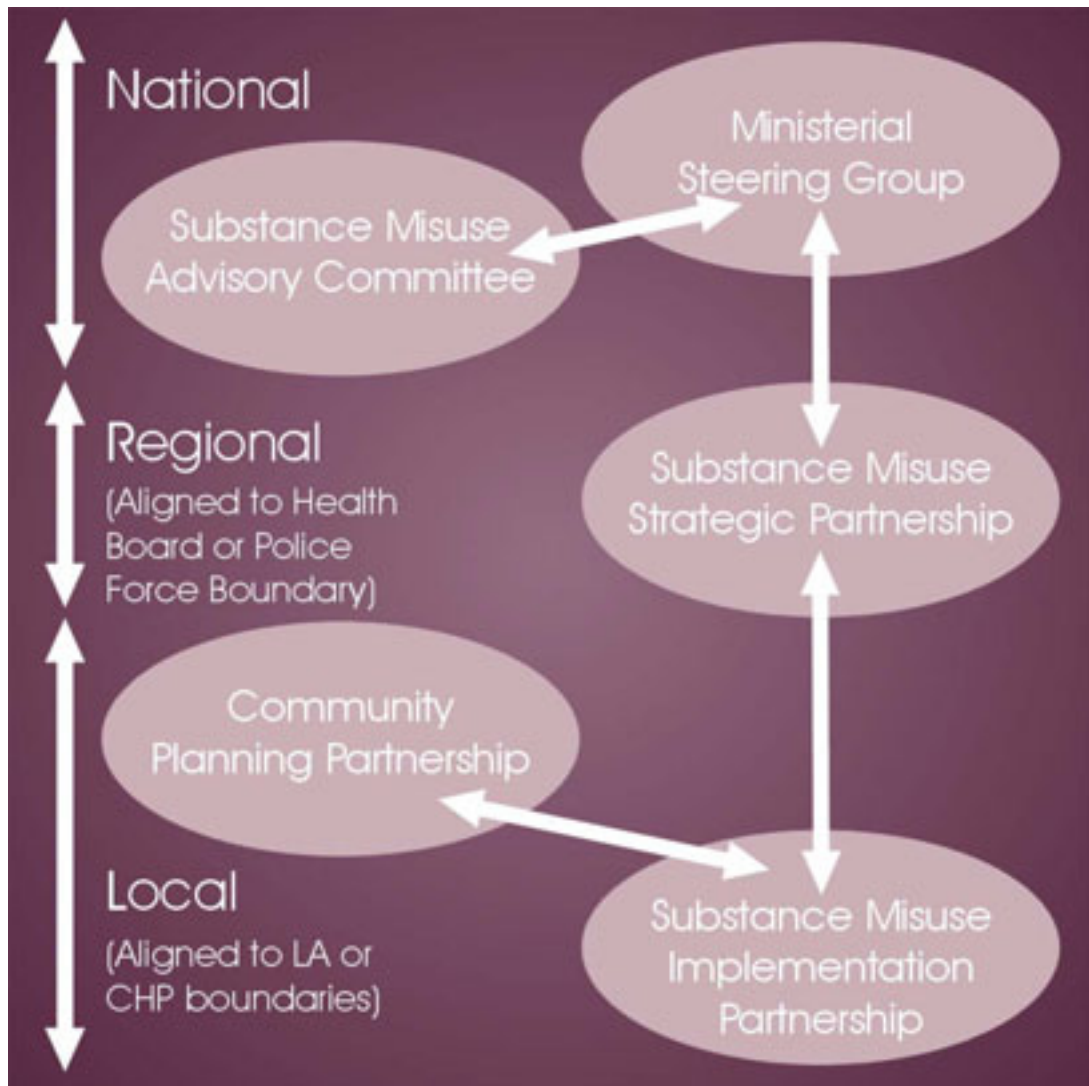 National
Ministerial
Steering Group
Substance Misuse
Advisory Committee
Regional
(Aligned to Health
Board or Police
Force Boundary)
Substance Misuse
Strategic Partnership
Community
Planning Partnership
Local
(Aligned to LA or
CHP boundaries)
Substance Misuse
Implementation
Partnership